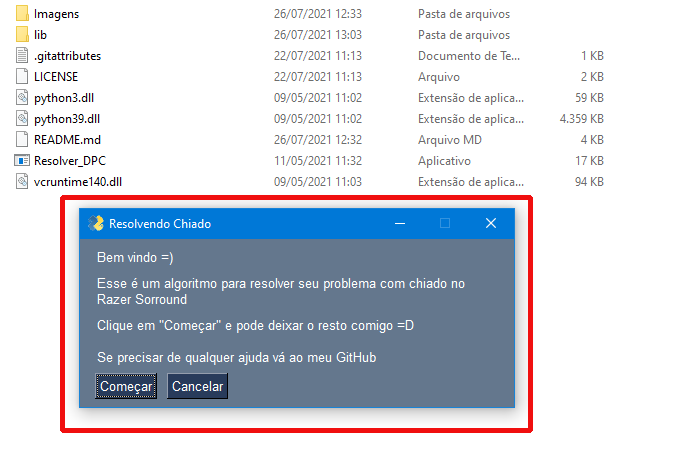 Imagens 26/07/2021 12:33 Pasta de arquivos
lib 26/07/2021 13:03 Pasta de arquivos
.gitattributes 22/07/2021 11:13 Documento de Te... 1 KB
LICENSE 22/07/2021 11:13 Arquivo 2 KB
python3.dll 09/05/2021 11:02 Extensão de aplica... 59 KB
python39.dll 09/05/2021 11:02 Extensão de aplica... 4.359 KB
README.md 26/07/2021 12:32 Arquivo MD 4 KB
Resolver_DPC 11/05/2021 11:32 Aplicativo 17 KB
vcruntime140.dll 09/05/2021 11:03 Extensão de aplica... 94 KB
Resolvendo Chiado
Bem vindo =)
Esse é um algoritmo para resolver seu problema com chiado no
Razer Sorround
Clique em "Começar" e pode deixar o resto comigo =D
Se precisar de qualquer ajuda vá ao meu GitHub
Começar Cancelar